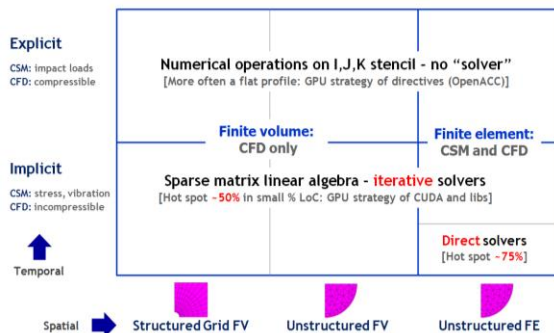 Explicit
CSM: impact loads
CFD: compressible
Numerical operations on I,J,K stencil - no “solver”
[More often a flat profile: GPU strategy of directives (OpenACC)]
Finite volume:
CFD only
Finite element:
CSM and CFD
Implicit
CSM: stress, vibration
CFD: incompressible
Sparse matrix linear algebra - iterative solvers
[Hot spot ~50% in small % LoC: GPU strategy of CUDA and libs]
Direct solvers
[Hot spot ~75%]
Temporal
Spatial
Structured Grid FV
Unstructured FV
Unstructured FE